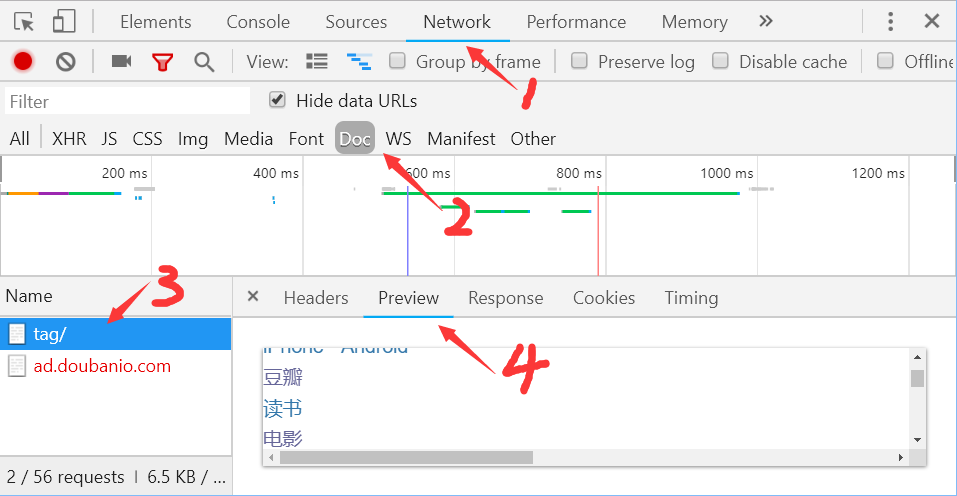 Elements Console Sources Network Performance Memory »
View: Group by frame Preserve log Disable cache Offline
1
Filter Hide data URLs
All XHR JS CSS Img Media Font Doc WS Manifest Other
200 ms 400 ms 600 ms 800 ms 1000 ms 1200 ms
2
Name
3
Headers Preview Response Cookies Timing
tag/
4
iPhone · Android
ad.doubanio.com
豆瓣
读书
电影
2 / 56 requests | 6.5 KB / ...